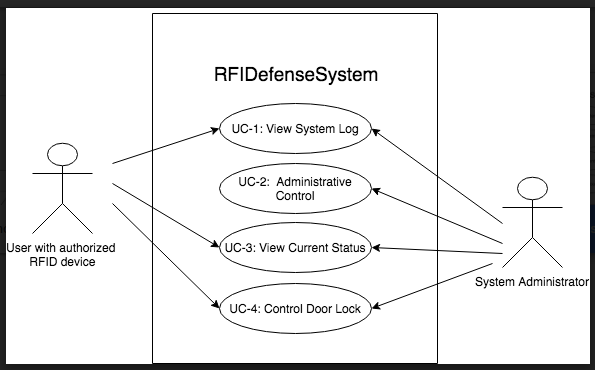 RFIDefenseSystem
UC-1: View System Log
UC-2:  Administrative
Control
UC-3: View Current Status
UC-4: Control Door Lock
User with authorized
RFID device
System Administrator